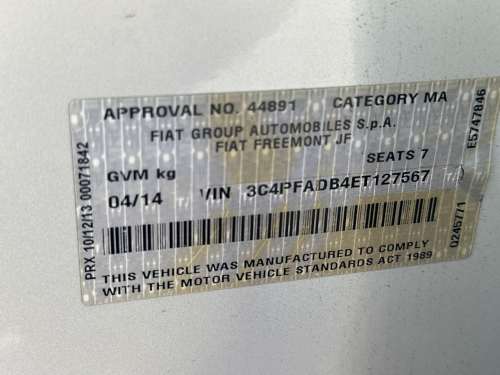 APPROVAL NO. 44891 CATEGORY MA
FIAT GROUP AUTOMOBILES S.p.A.
FIAT FREEMONT JF
SEATS 7
GVM kg
04/14 VIN 3C4PFADB4ET127567
THIS VEHICLE WAS MANUFACTURED TO COMPLY
WITH THE MOTOR VEHICLE STANDARDS ACT 1989
PRX 10/12/13 00071842
E5747846
0245771